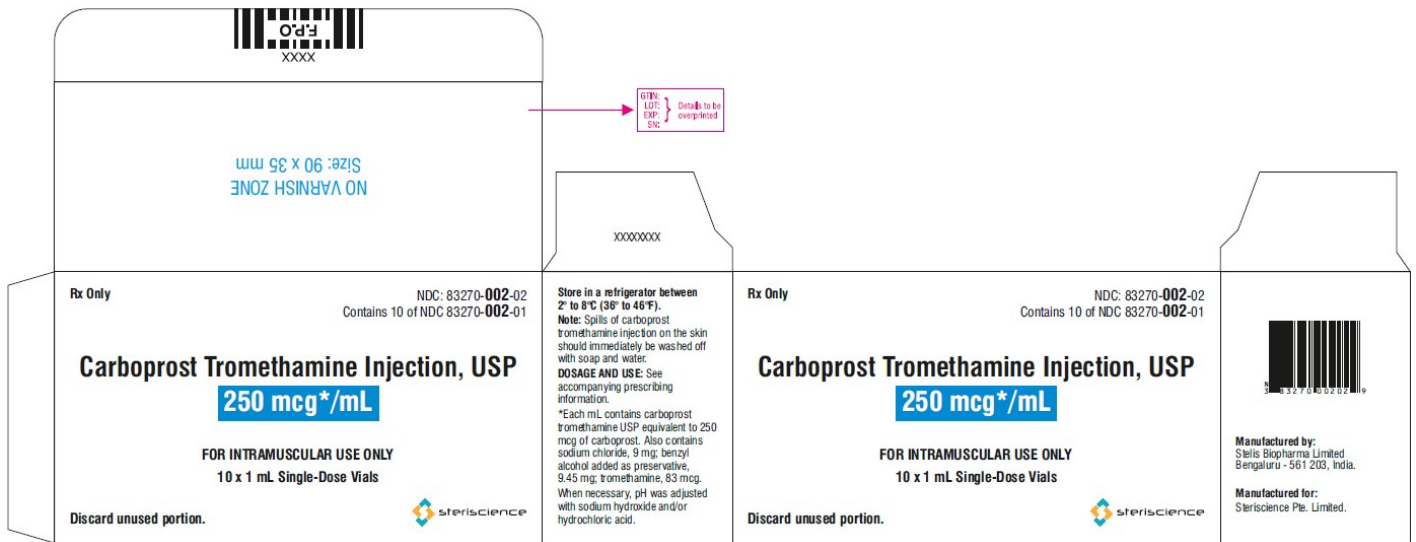 F.P.O
XXXX
NO VARNISH ZONE
Size: 90 x 35 mm
GTIN:
LOT:
EXP:
SN:
Details to be
overprinted
XXXXXXXX
Rx Only
NDC: 83270-002-02
Contains 10 of NDC 83270-002-01
Carboprost Tromethamine Injection, USP
250 mcg*/mL
FOR INTRAMUSCULAR USE ONLY
10 x 1 mL Single-Dose Vials
Discard unused portion.
steriscience
Store in a refrigerator between
2° to 8°C (36° to 46°F).
Note: Spills of carboprost
tromethamine injection on the skin
should immediately be washed off
with soap and water.
DOSAGE AND USE: See
accompanying prescribing
information.
*Each mL contains carboprost
tromethamine USP equivalent to 250
mcg of carboprost. Also contains
sodium chloride, 9 mg; benzyl
alcohol added as preservative,
9.45 mg; tromethamine, 83 mcg.
When necessary, pH was adjusted
with sodium hydroxide and/or
hydrochloric acid.
Rx Only
NDC: 83270-002-02
Contains 10 of NDC 83270-002-01
Carboprost Tromethamine Injection, USP
250 mcg*/mL
FOR INTRAMUSCULAR USE ONLY
10 x 1 mL Single-Dose Vials
Discard unused portion.
steriscience
N
3 83270 00202 9
Manufactured by:
Stelis Biopharma Limited
Bengaluru - 561 203, India.
Manufactured for:
Steriscience Pte. Limited.